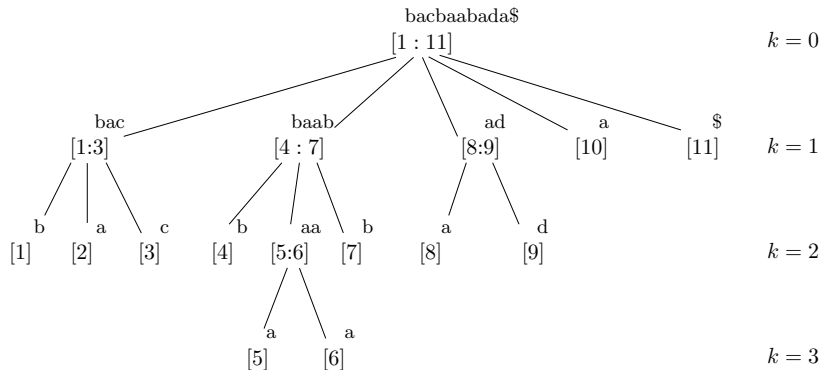 bacbaabada$
[1 : 11] k = 0
bac baab ad a $
[1:3] [4 : 7] [8:9] [10] [11] k = 1
b a c b aa b a d
[1] [2] [3] [4] [5:6] [7] [8] [9] k = 2
a a
[5] [6] k = 3